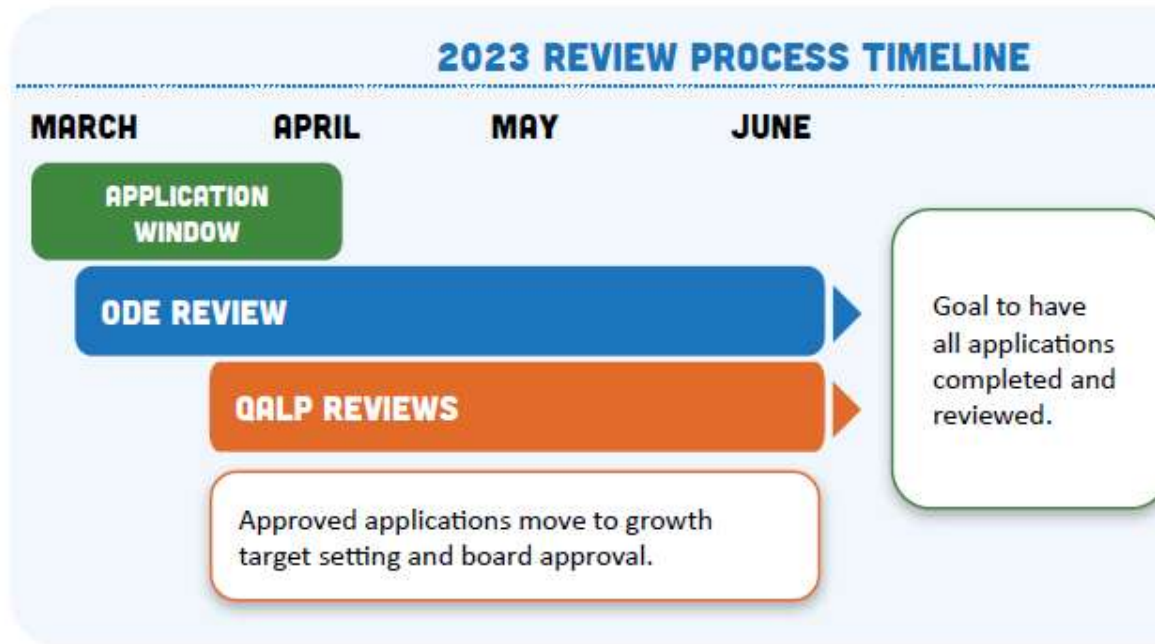 2023 REVIEW PROCESS TIMELINE
MARCH APRIL MAY JUNE
APPLICATION
WINDOW
ODE REVIEW
QALP REVIEWS
Goal to have
all applications
completed and
reviewed.
Approved applications move to growth
target setting and board approval.